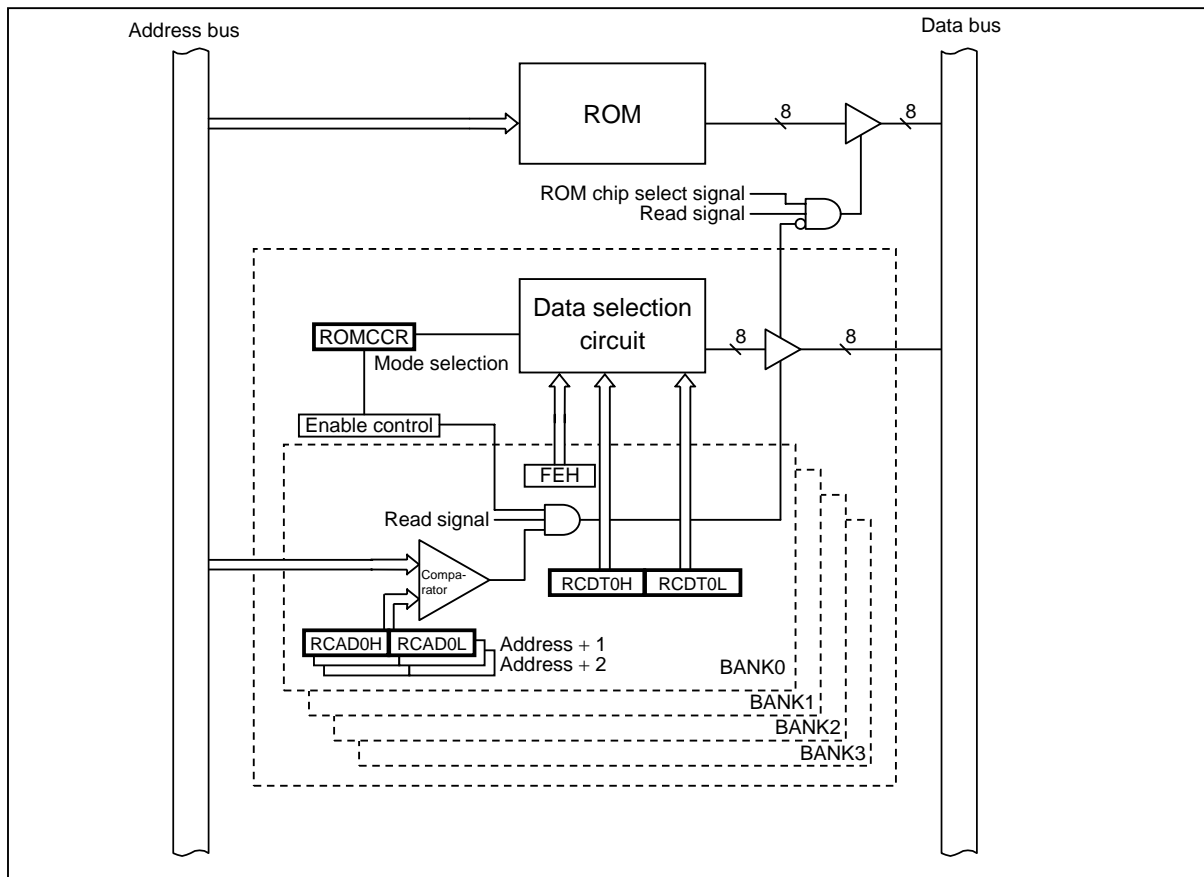 Address bus
Data bus
ROM
8
8
ROM chip select signal
Read signal
Data selection
circuit
ROMCCR
Mode selection
8
8
Enable control
FEH
Read signal
Compa-
rator
RCDT0H
RCDT0L
RCAD0H
RCAD0L
Address + 1
Address + 2
BANK0
BANK1
BANK2
BANK3